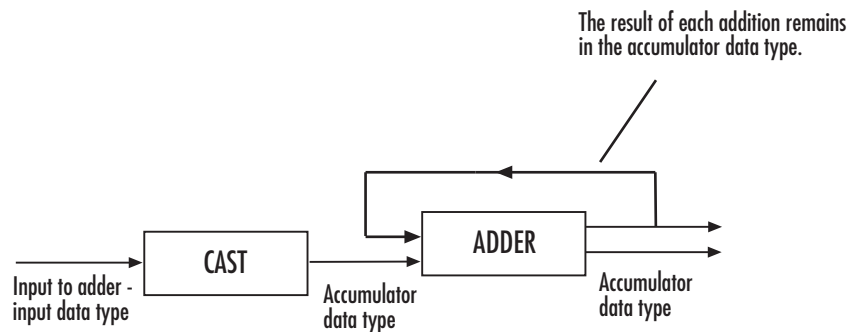 The result of each addition remains
in the accumulator data type.
CAST
ADDER
Input to adder -
input data type
Accumulator
data type
Accumulator
data type